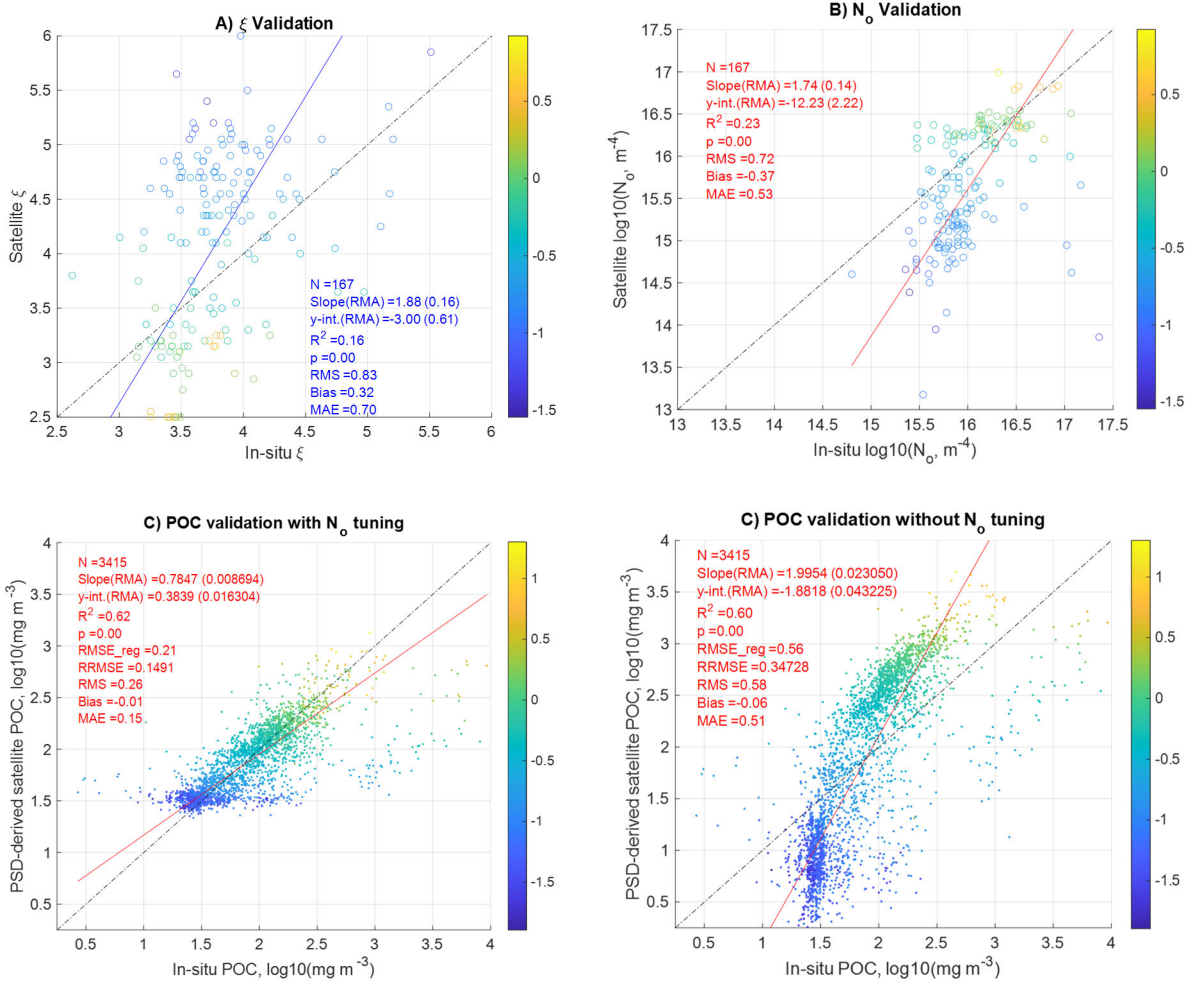 A) ξ Validation
6
5.5
5
4.5
4
3.5
3
2.5
Satellite ξ
N =167
Slope(RMA) =1.88 (0.16)
y-int.(RMA) =-3.00 (0.61)
R² =0.16
p =0.00
RMS =0.83
Bias =0.32
MAE =0.70
2.5 3 3.5 4 4.5 5 5.5 6
In-situ ξ
0.5
0
-0.5
-1
-1.5
B) Nₒ Validation
17.5
17
16.5
16
15.5
15
14.5
14
13.5
13
Satellite log10(Nₒ, m⁻⁴)
N =167
Slope(RMA) =1.74 (0.14)
y-int.(RMA) =-12.23 (2.22)
R² =0.23
p =0.00
RMS =0.72
Bias =-0.37
MAE =0.53
13 13.5 14 14.5 15 15.5 16 16.5 17 17.5
In-situ log10(Nₒ, m⁻⁴)
0.5
0
-0.5
-1
-1.5
C) POC validation with Nₒ tuning
4
3.5
3
2.5
2
1.5
1
0.5
PSD-derived satellite POC, log10(mg m⁻³)
N =3415
Slope(RMA) =0.7847 (0.008694)
y-int.(RMA) =0.3839 (0.016304)
R² =0.62
p =0.00
RMSE_reg =0.21
RRMSE =0.1491
RMS =0.26
Bias =-0.01
MAE =0.15
0.5 1 1.5 2 2.5 3 3.5 4
In-situ POC, log10(mg m⁻³)
1
0.5
0
-0.5
-1
-1.5
C) POC validation without Nₒ tuning
4
3.5
3
2.5
2
1.5
1
0.5
PSD-derived satellite POC, log10(mg m⁻³)
N =3415
Slope(RMA) =1.9954 (0.023050)
y-int.(RMA) =-1.8818 (0.043225)
R² =0.60
p =0.00
RMSE_reg =0.56
RRMSE =0.34728
RMS =0.58
Bias =-0.06
MAE =0.51
0.5 1 1.5 2 2.5 3 3.5 4
In-situ POC, log10(mg m⁻³)
1
0.5
0
-0.5
-1
-1.5